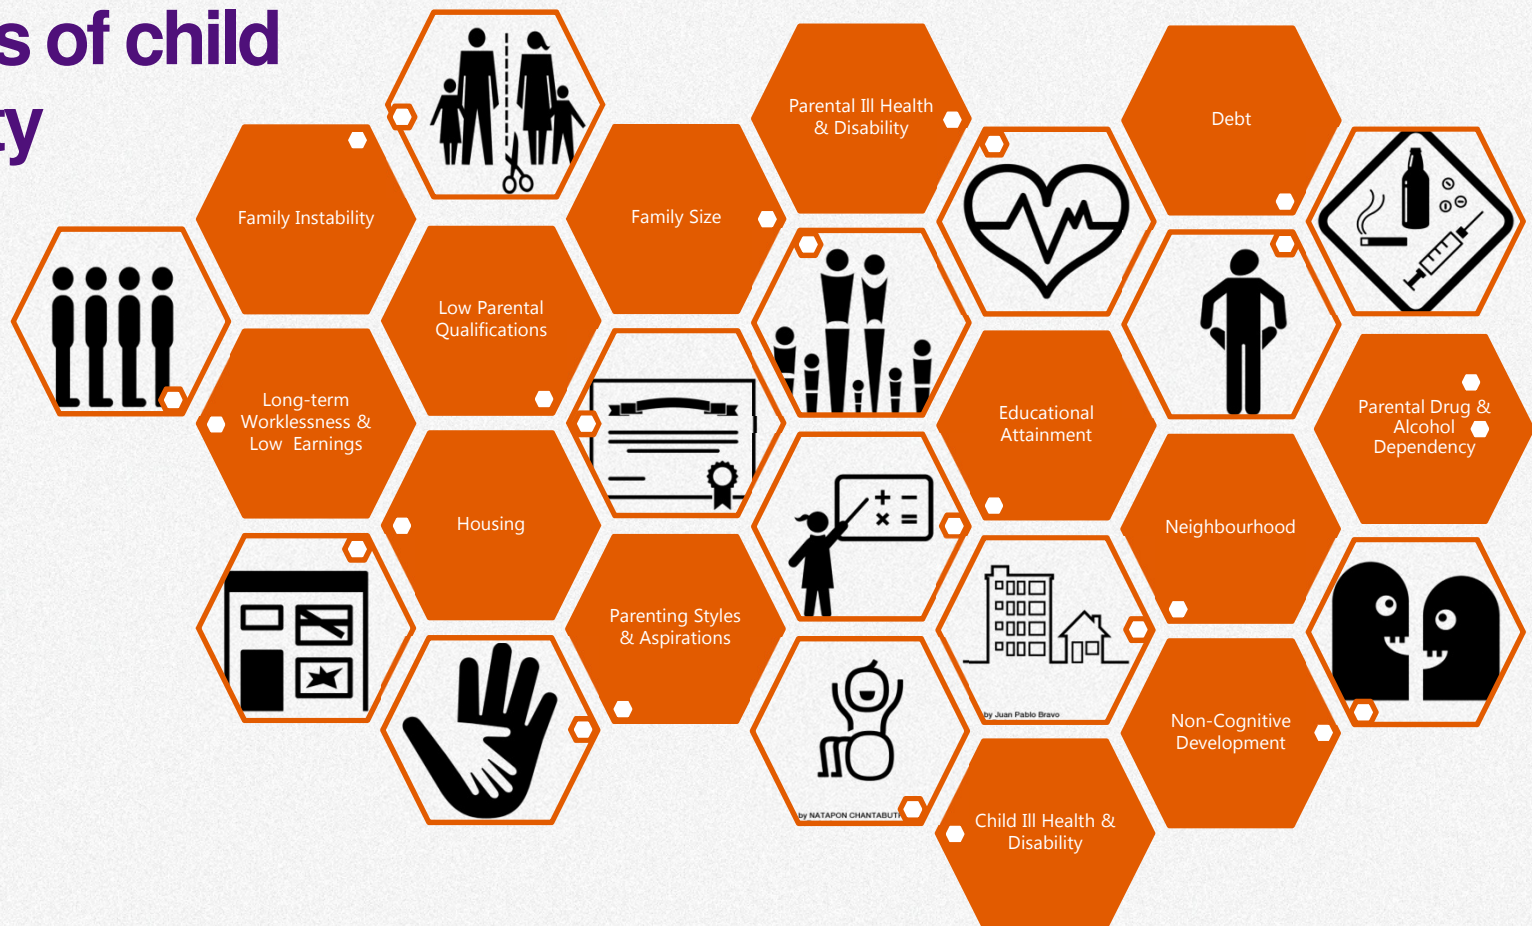 s of child
ty
Parental Ill Health
& Disability
Debt
Family Instability
Family Size
Low Parental
Qualifications
Long-term
Worklessness &
Low Earnings
Educational
Attainment
Parental Drug &
Alcohol
Dependency
Housing
Neighbourhood
Parenting Styles
& Aspirations
by Juan Pablo Bravo
Non-Cognitive
Development
by NATAPON CHANTABUT
Child Ill Health &
Disability